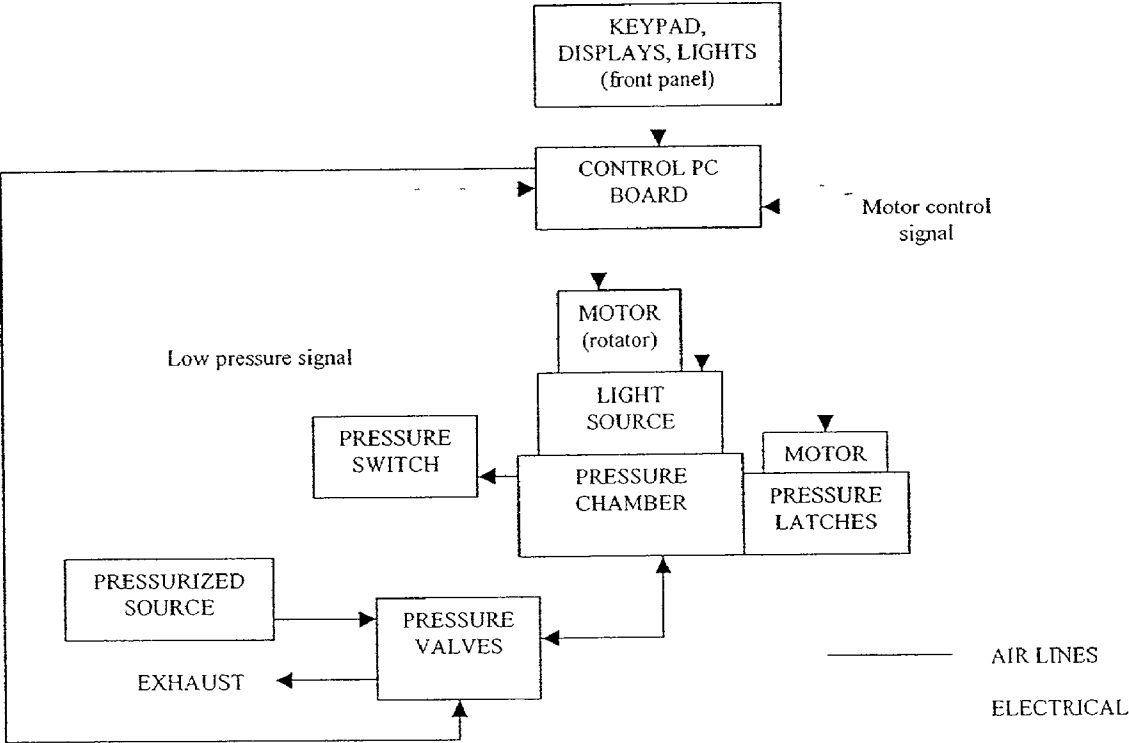 KEYPAD,
DISPLAYS, LIGHTS
(front panel)
CONTROL PC
BOARD
Motor control
signal
MOTOR
(rotator)
Low pressure signal
LIGHT
SOURCE
PRESSURE
SWITCH
MOTOR
PRESSURE
CHAMBER
PRESSURE
LATCHES
PRESSURIZED
SOURCE
PRESSURE
VALVES
EXHAUST
AIR LINES
ELECTRICAL